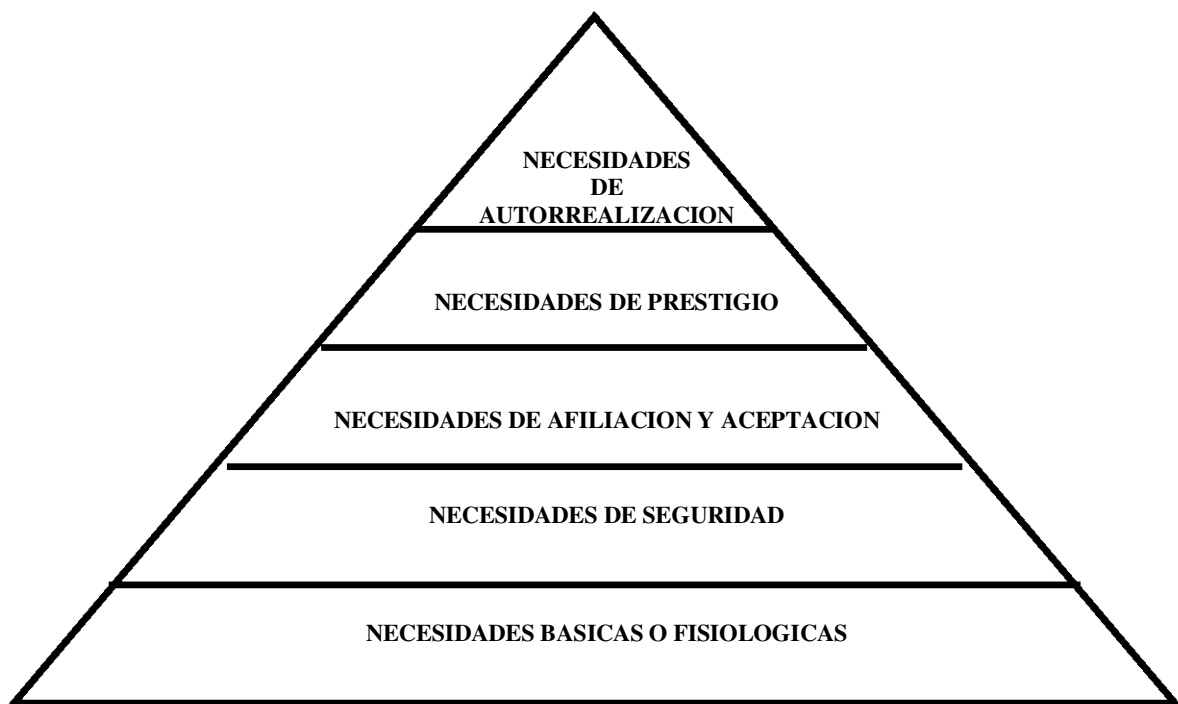 NECESIDADES
DE
AUTORREALIZACION
NECESIDADES DE PRESTIGIO
NECESIDADES DE AFILIACION Y ACEPTACION
NECESIDADES DE SEGURIDAD
NECESIDADES BASICAS O FISIOLOGICAS